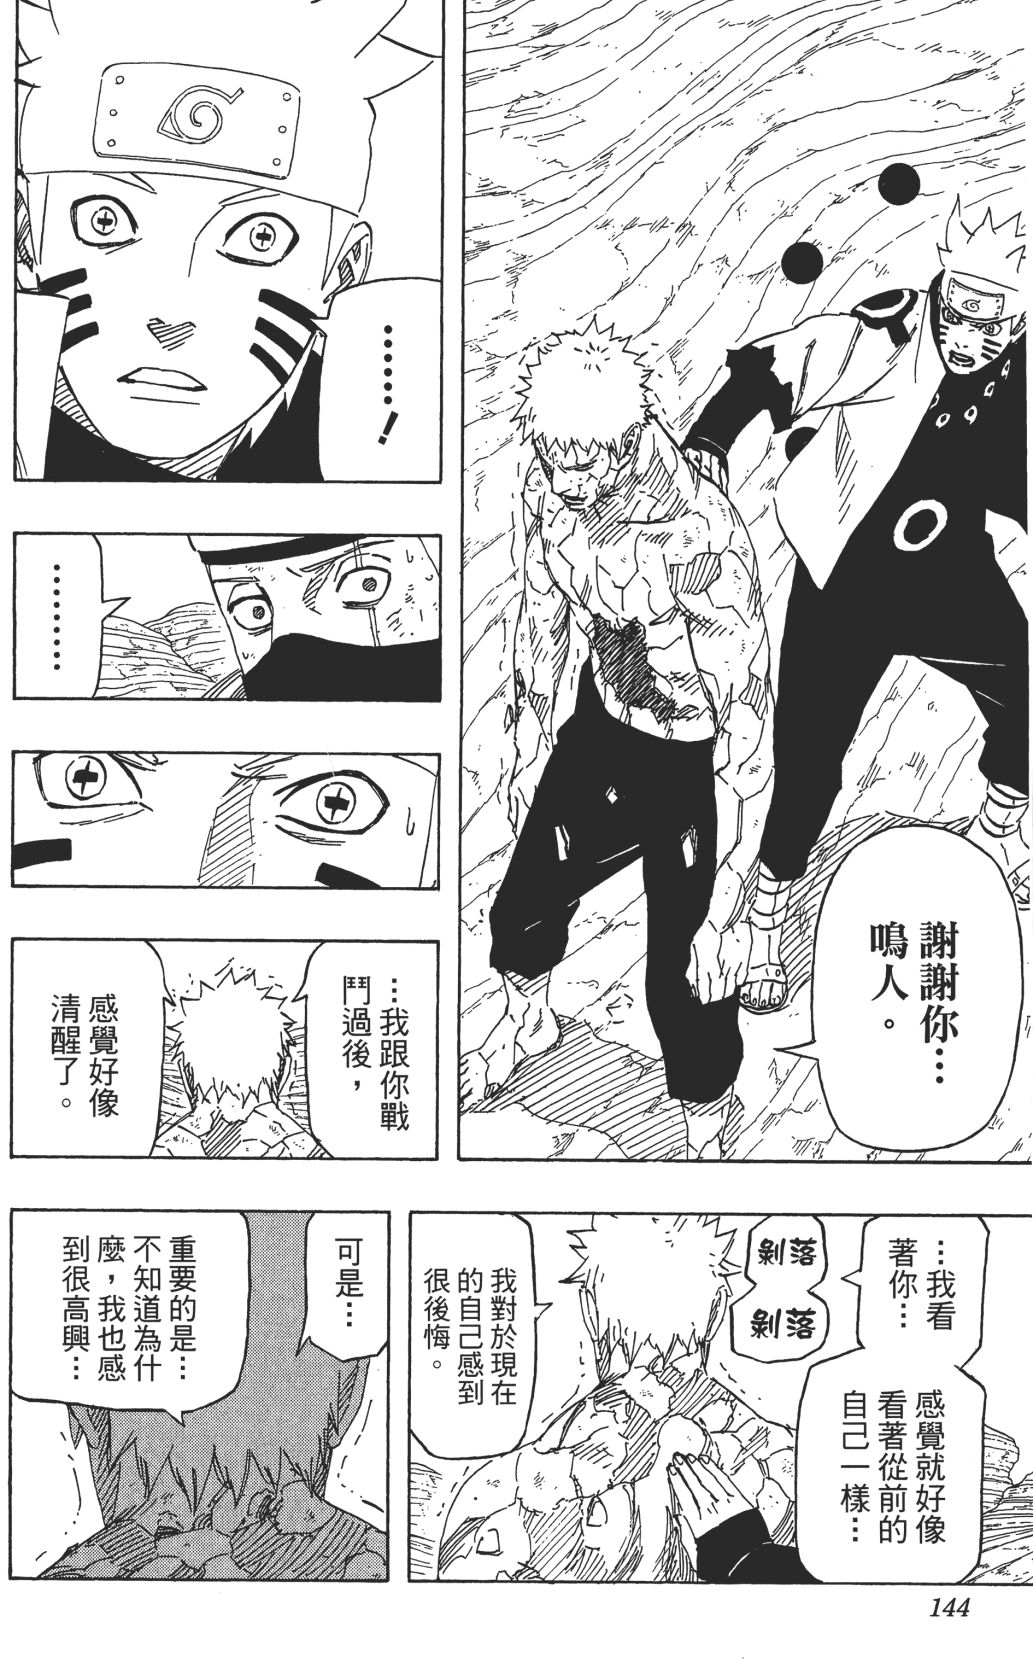 謝謝你…
鳴人。
………！
………
…我跟你戰
鬥過後，
感覺好像
清醒了。
…我看
著你…
感覺就好像
看著從前的
自己一樣…
剝落
剝落
我對於現在
的自己感到
很後悔。
可是…
重要的是…
不知道為什
麼，我也感
到很高興…
144